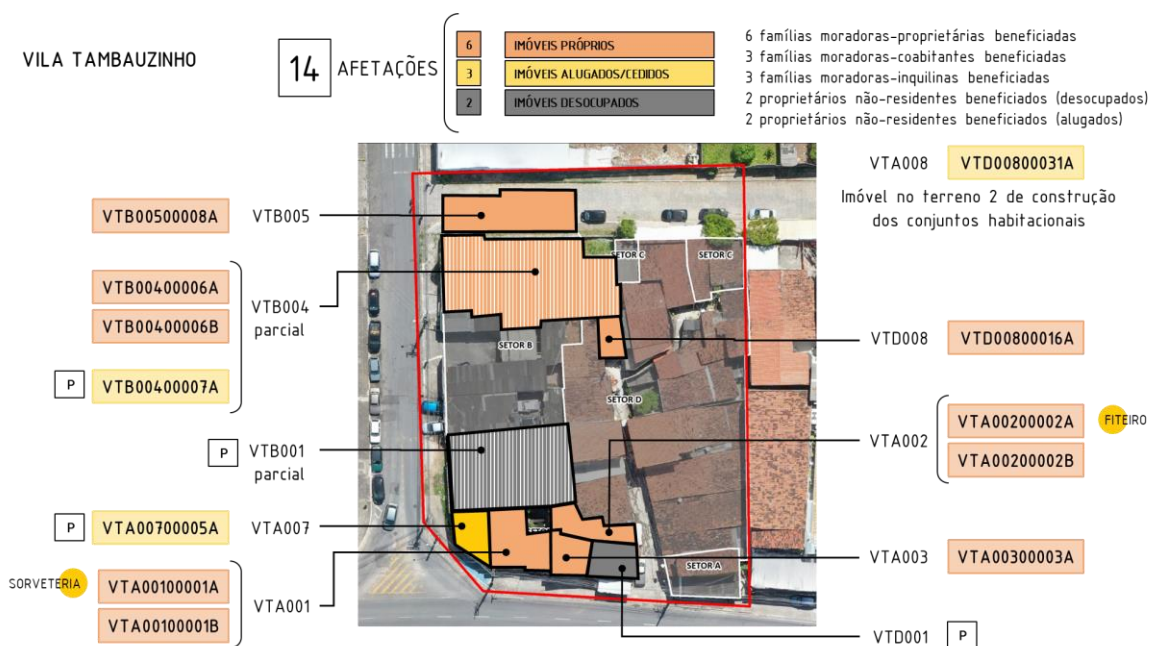 VILA TAMBAUZINHO
14 AFETAÇÕES
6 IMÓVEIS PRÓPRIOS
3 IMÓVEIS ALUGADOS/CEDIDOS
2 IMÓVEIS DESOCUPADOS
6 famílias moradoras-proprietárias beneficiadas
3 famílias moradoras-coabitantes beneficiadas
3 famílias moradoras-inquilinas beneficiadas
2 proprietários não-residentes beneficiados (desocupados)
2 proprietários não-residentes beneficiados (alugados)
VTA008 VTD00800031A
Imóvel no terreno 2 de construção
dos conjuntos habitacionais
VTB00500008A VTB005
VTB00400006A
VTB00400006B
VTB004
parcial
P VTB00400007A
P VTB001
parcial
P VTA00700005A VTA007
SORVETERIA VTA00100001A
VTA00100001B
VTA001
SETOR C
SETOR C
SETOR B
SETOR D
SETOR A
VTD008 VTD00800016A
VTA002
VTA00200002A FITEIRO
VTA00200002B
VTA003 VTA00300003A
VTD001 P